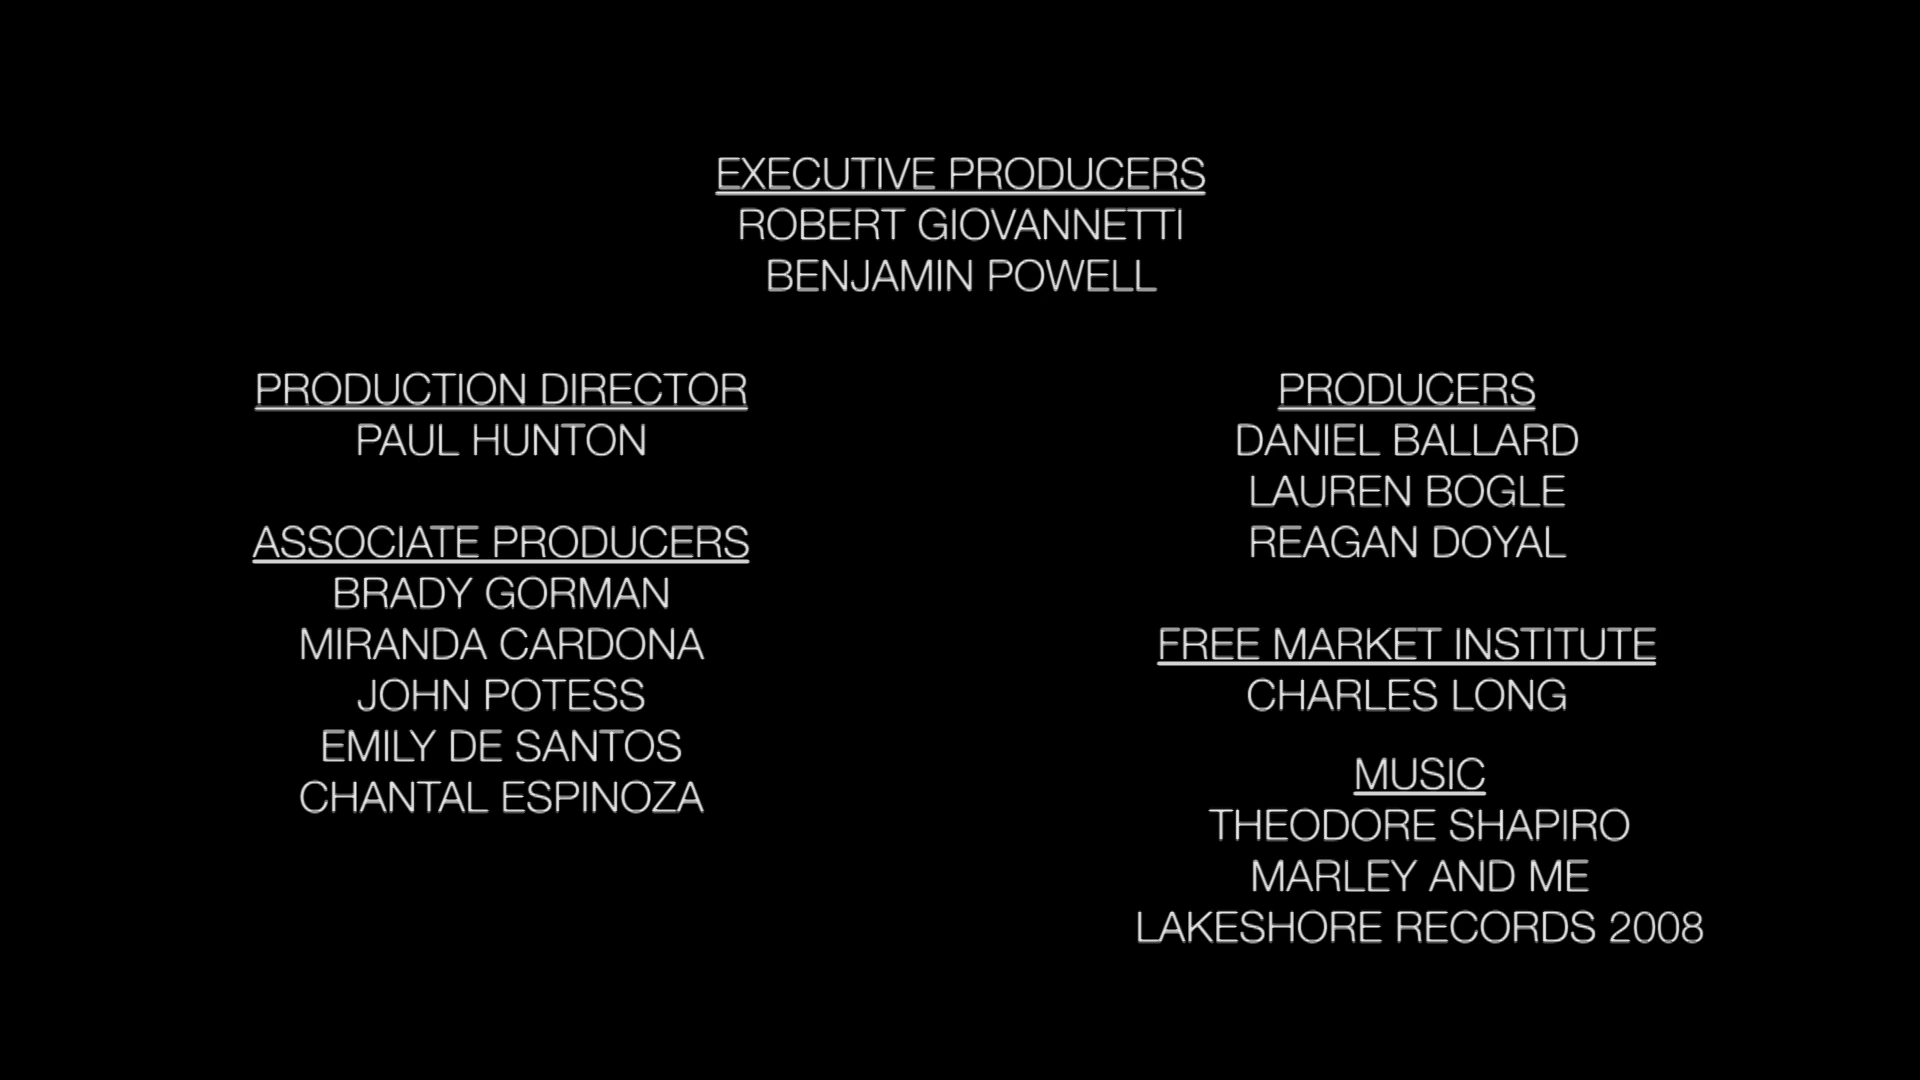 EXECUTIVE PRODUCERS
ROBERT GIOVANNETTI
BENJAMIN POWELL
PRODUCTION DIRECTOR
PAUL HUNTON
ASSOCIATE PRODUCERS
BRADY GORMAN
MIRANDA CARDONA
JOHN POTESS
EMILY DE SANTOS
CHANTAL ESPINOZA
PRODUCERS
DANIEL BALLARD
LAUREN BOGLE
REAGAN DOYAL
FREE MARKET INSTITUTE
CHARLES LONG
MUSIC
THEODORE SHAPIRO
MARLEY AND ME
LAKESHORE RECORDS 2008